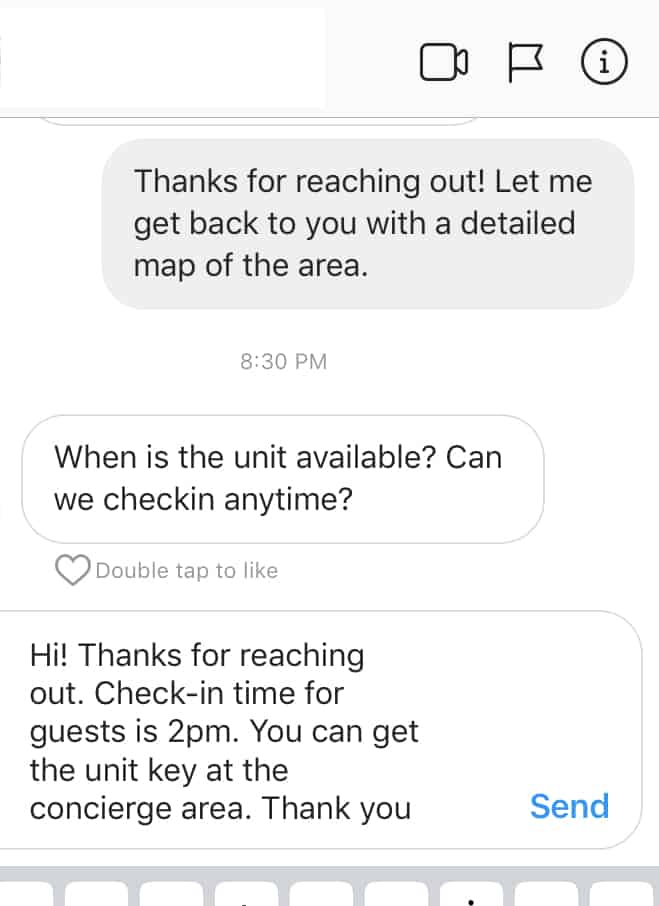 Thanks for reaching out! Let me
get back to you with a detailed
map of the area.
8:30 PM
When is the unit available? Can
we checkin anytime?
Double tap to like
Hi! Thanks for reaching
out. Check-in time for
guests is 2pm. You can get
the unit key at the
concierge area. Thank you
Send